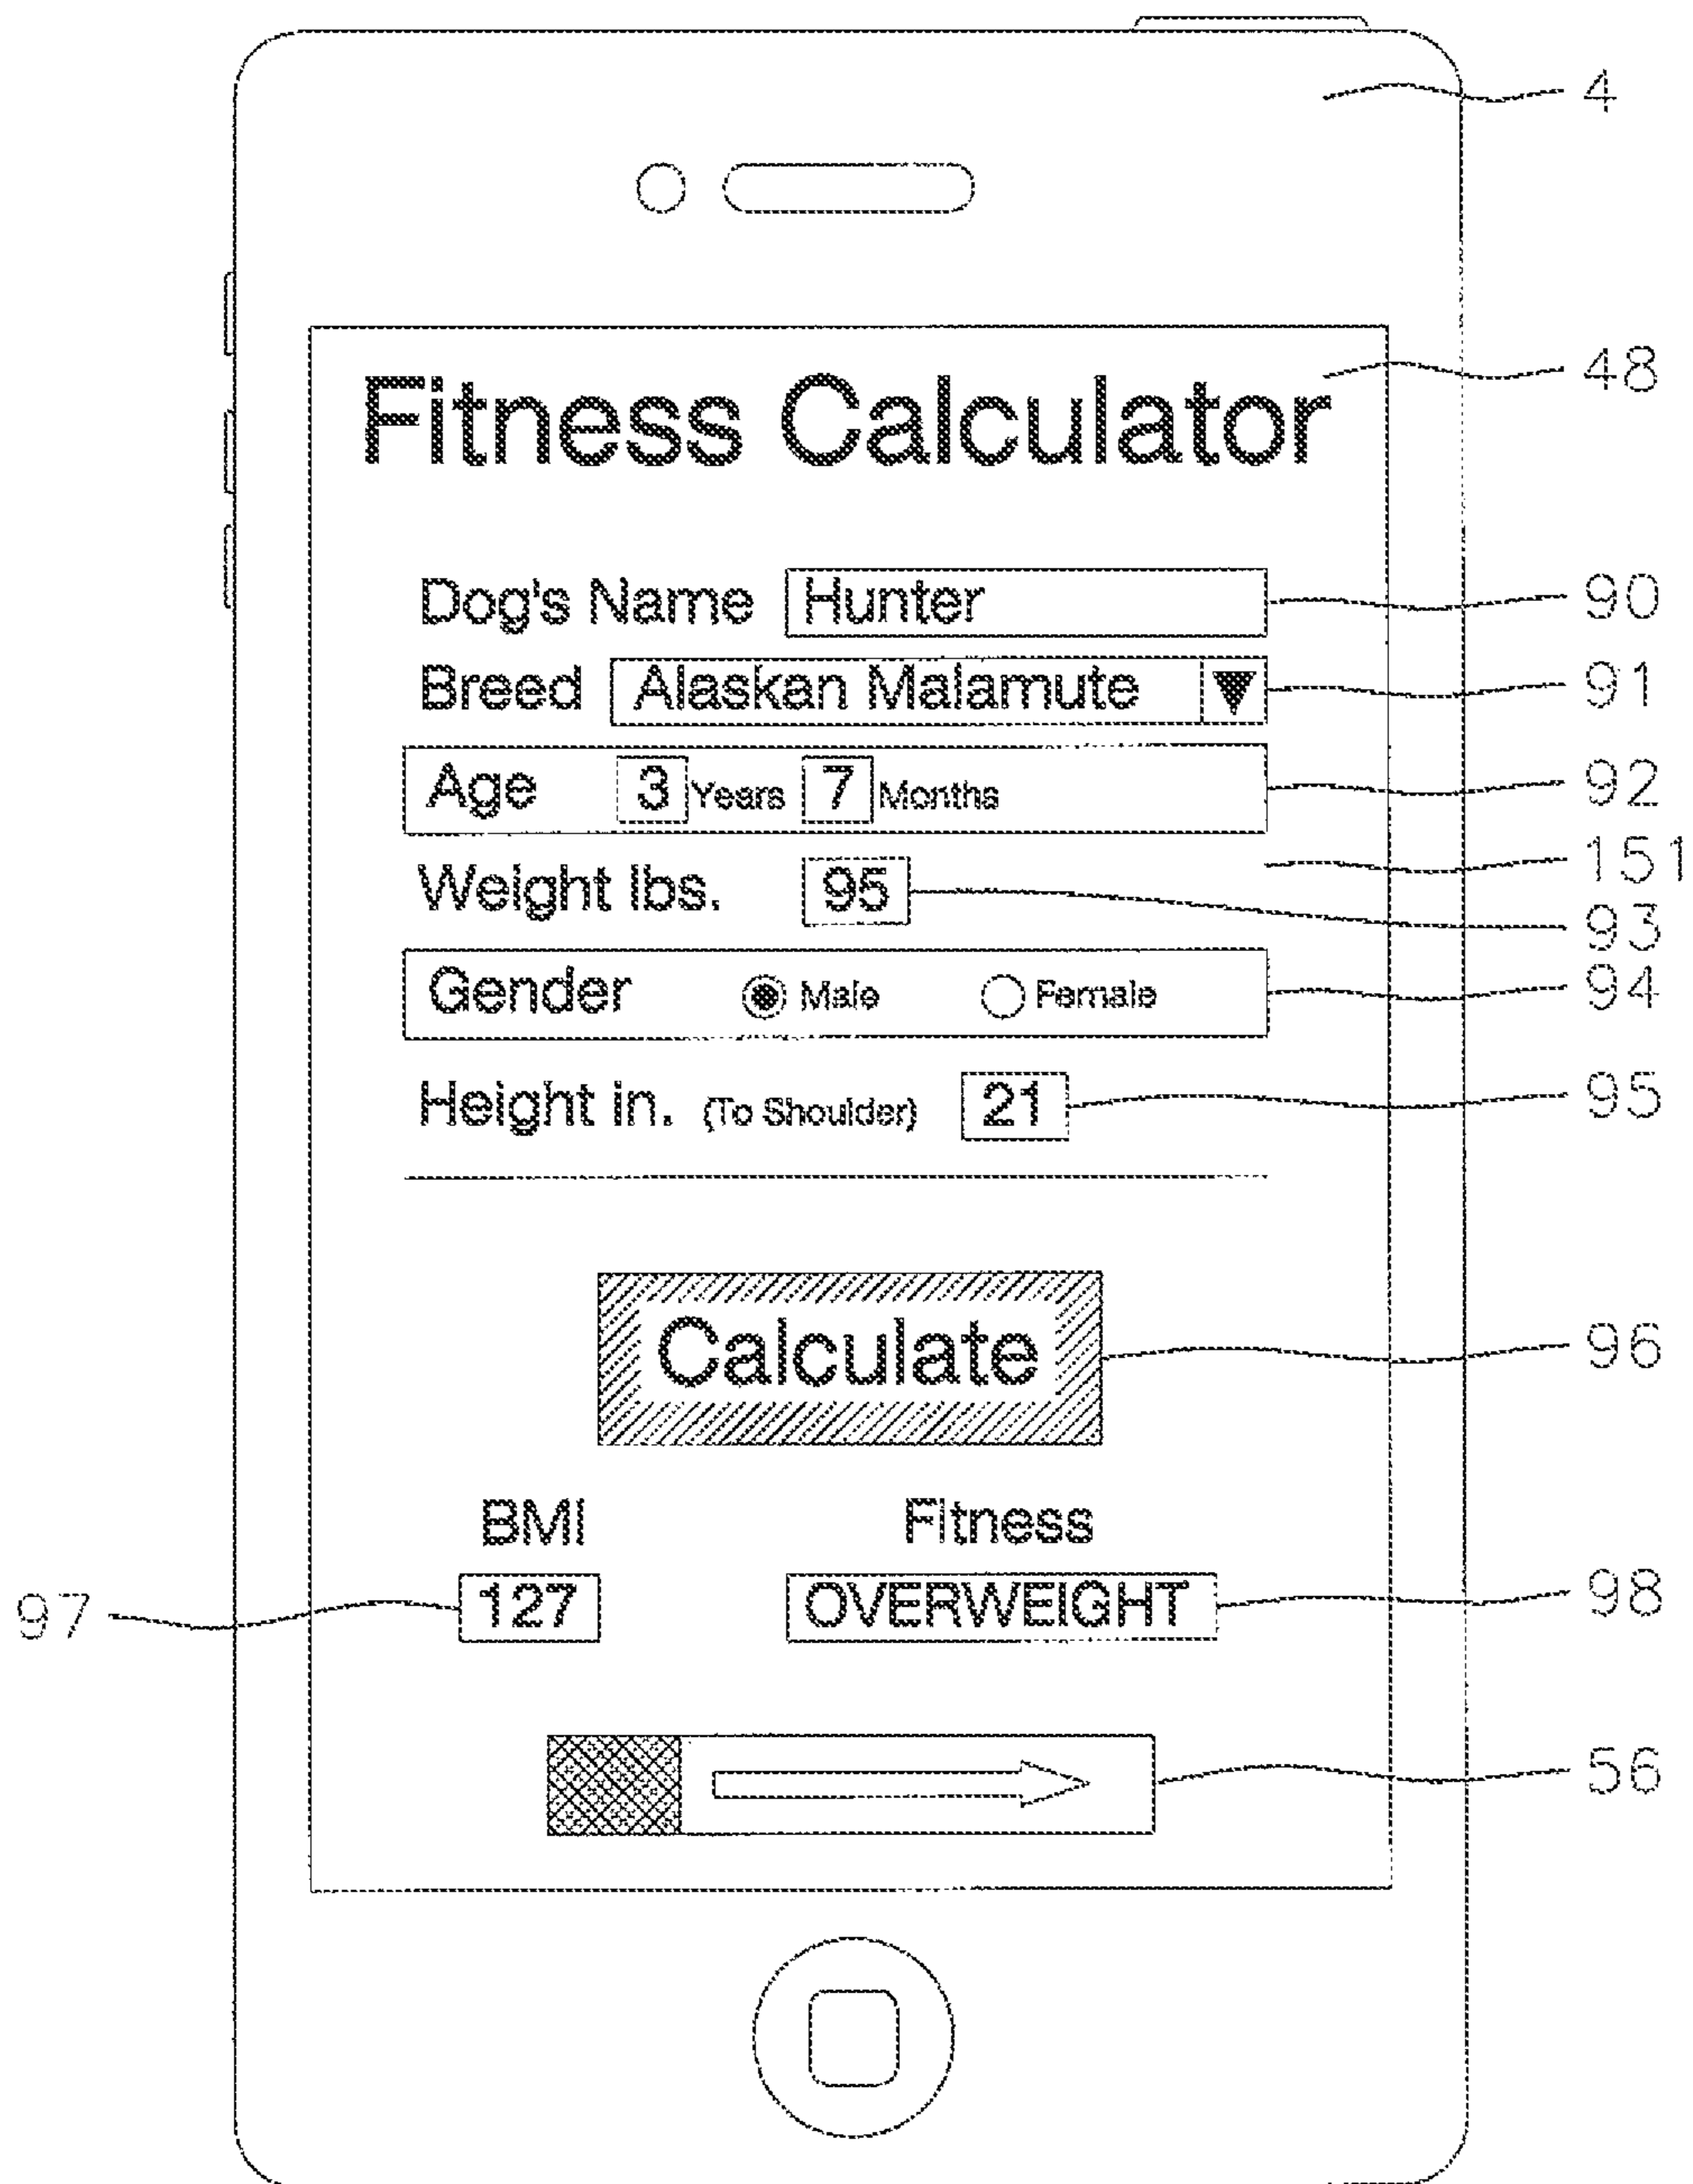 4
48
Fitness Calculator
Dog's Name Hunter 90
Breed Alaskan Malamute 91
Age 3 Years 7 Months 92
151
Weight lbs. 95
93
Gender Male Female 94
Height in. (To Shoulder) 21 95
Calculate 96
BMI Fitness
97 127 OVERWEIGHT 98
56